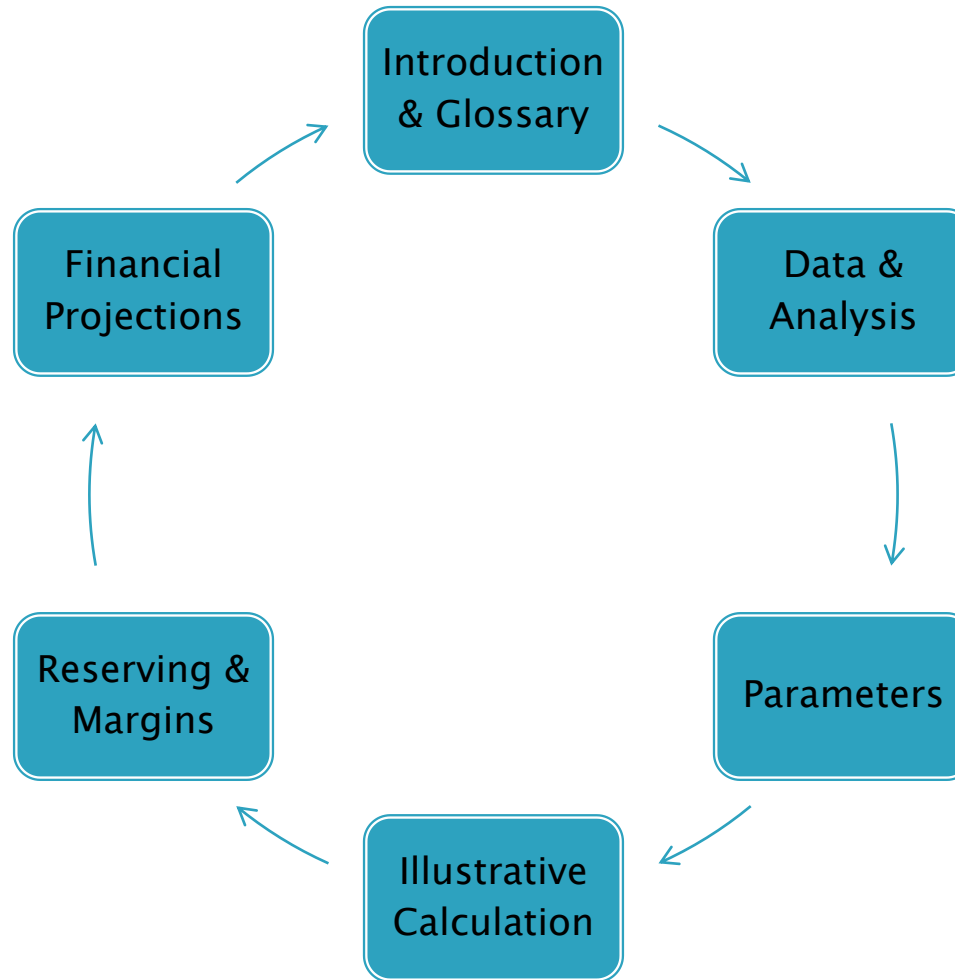 Introduction
& Glossary
Data &
Analysis
Parameters
Illustrative
Calculation
Reserving &
Margins
Financial
Projections